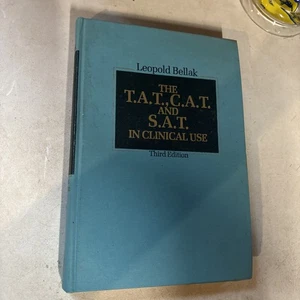 Leopold Bellak
THE
T.A.T., C.A.T.
AND
S.A.T.
IN CLINICAL USE
Third Edition